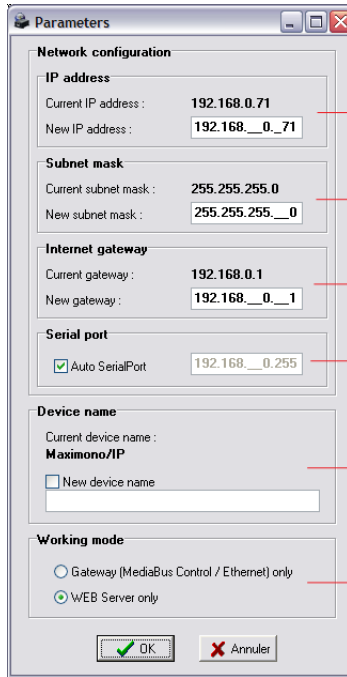 Parameters
Network configuration
IP address
Current IP address : 192.168.0.71
New IP address : 192.168.__0._71
Subnet mask
Current subnet mask : 255.255.255.0
New subnet mask : 255.255.255.__0
Internet gateway
Current gateway : 192.168.0.1
New gateway : 192.168.__0.__1
Serial port
Auto SerialPort 192.168.__0.255
Device name
Current device name :
Maximono/IP
New device name
Working mode
Gateway (MediaBus Control / Ethernet) only
WEB Server only
OK Annuler